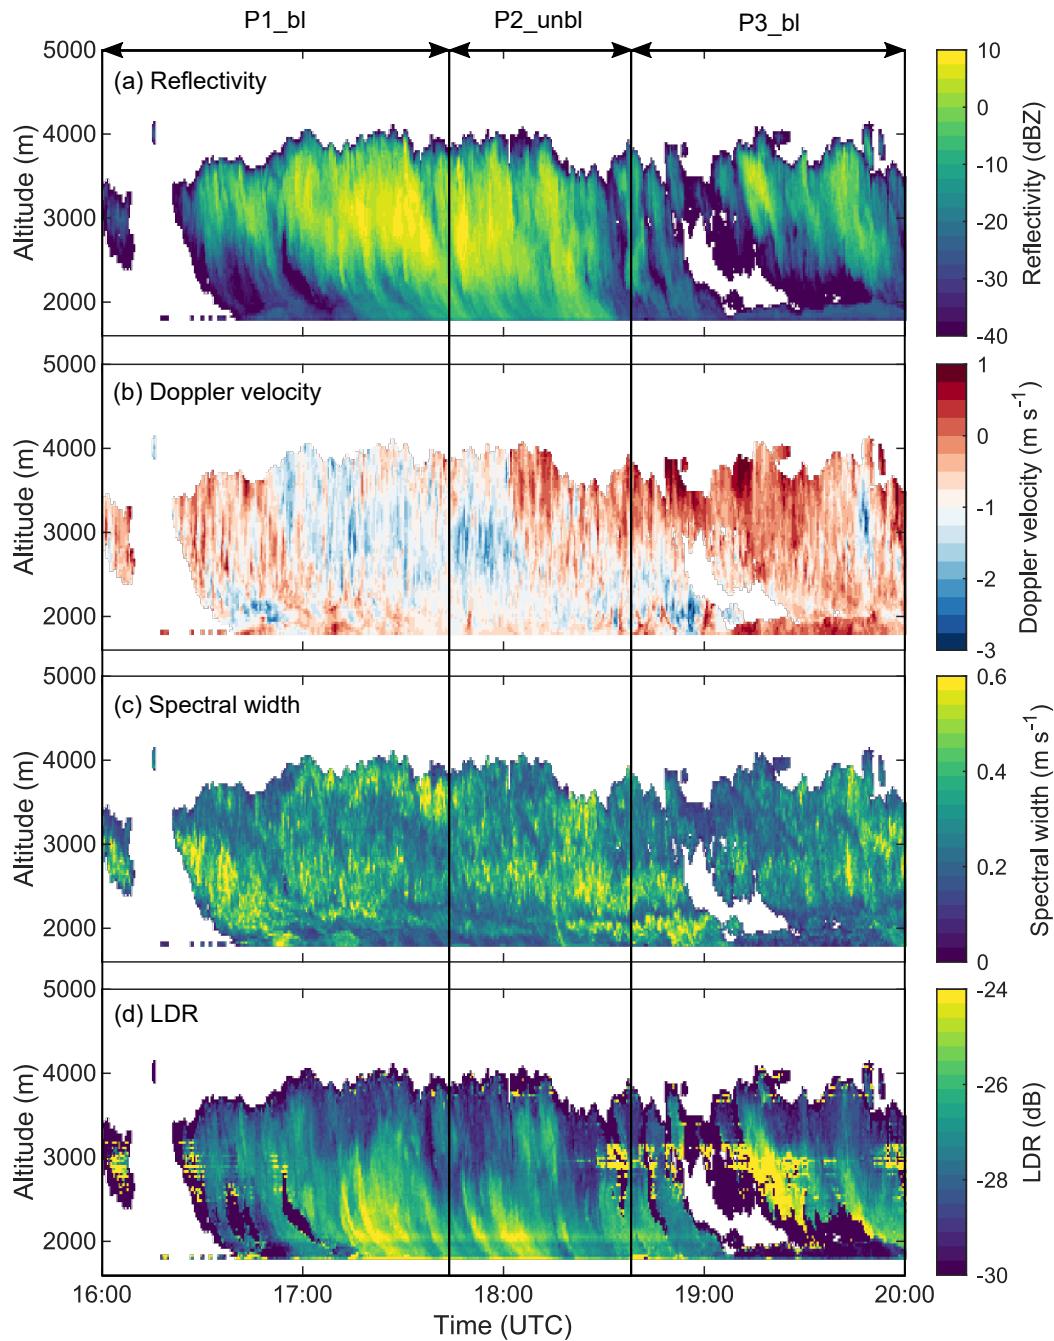 P1_bl P2_unbl P3_bl
(a) Reflectivity
5000
4000
3000
2000
Altitude (m)
10
0
-10
-20
-30
-40
Reflectivity (dBZ)
(b) Doppler velocity
5000
4000
3000
2000
Altitude (m)
1
0
-1
-2
-3
Doppler velocity (m s⁻¹)
(c) Spectral width
5000
4000
3000
2000
Altitude (m)
0.6
0.4
0.2
0
Spectral width (m s⁻¹)
(d) LDR
5000
4000
3000
2000
Altitude (m)
-24
-26
-28
-30
LDR (dB)
16:00 17:00 18:00 19:00 20:00
Time (UTC)